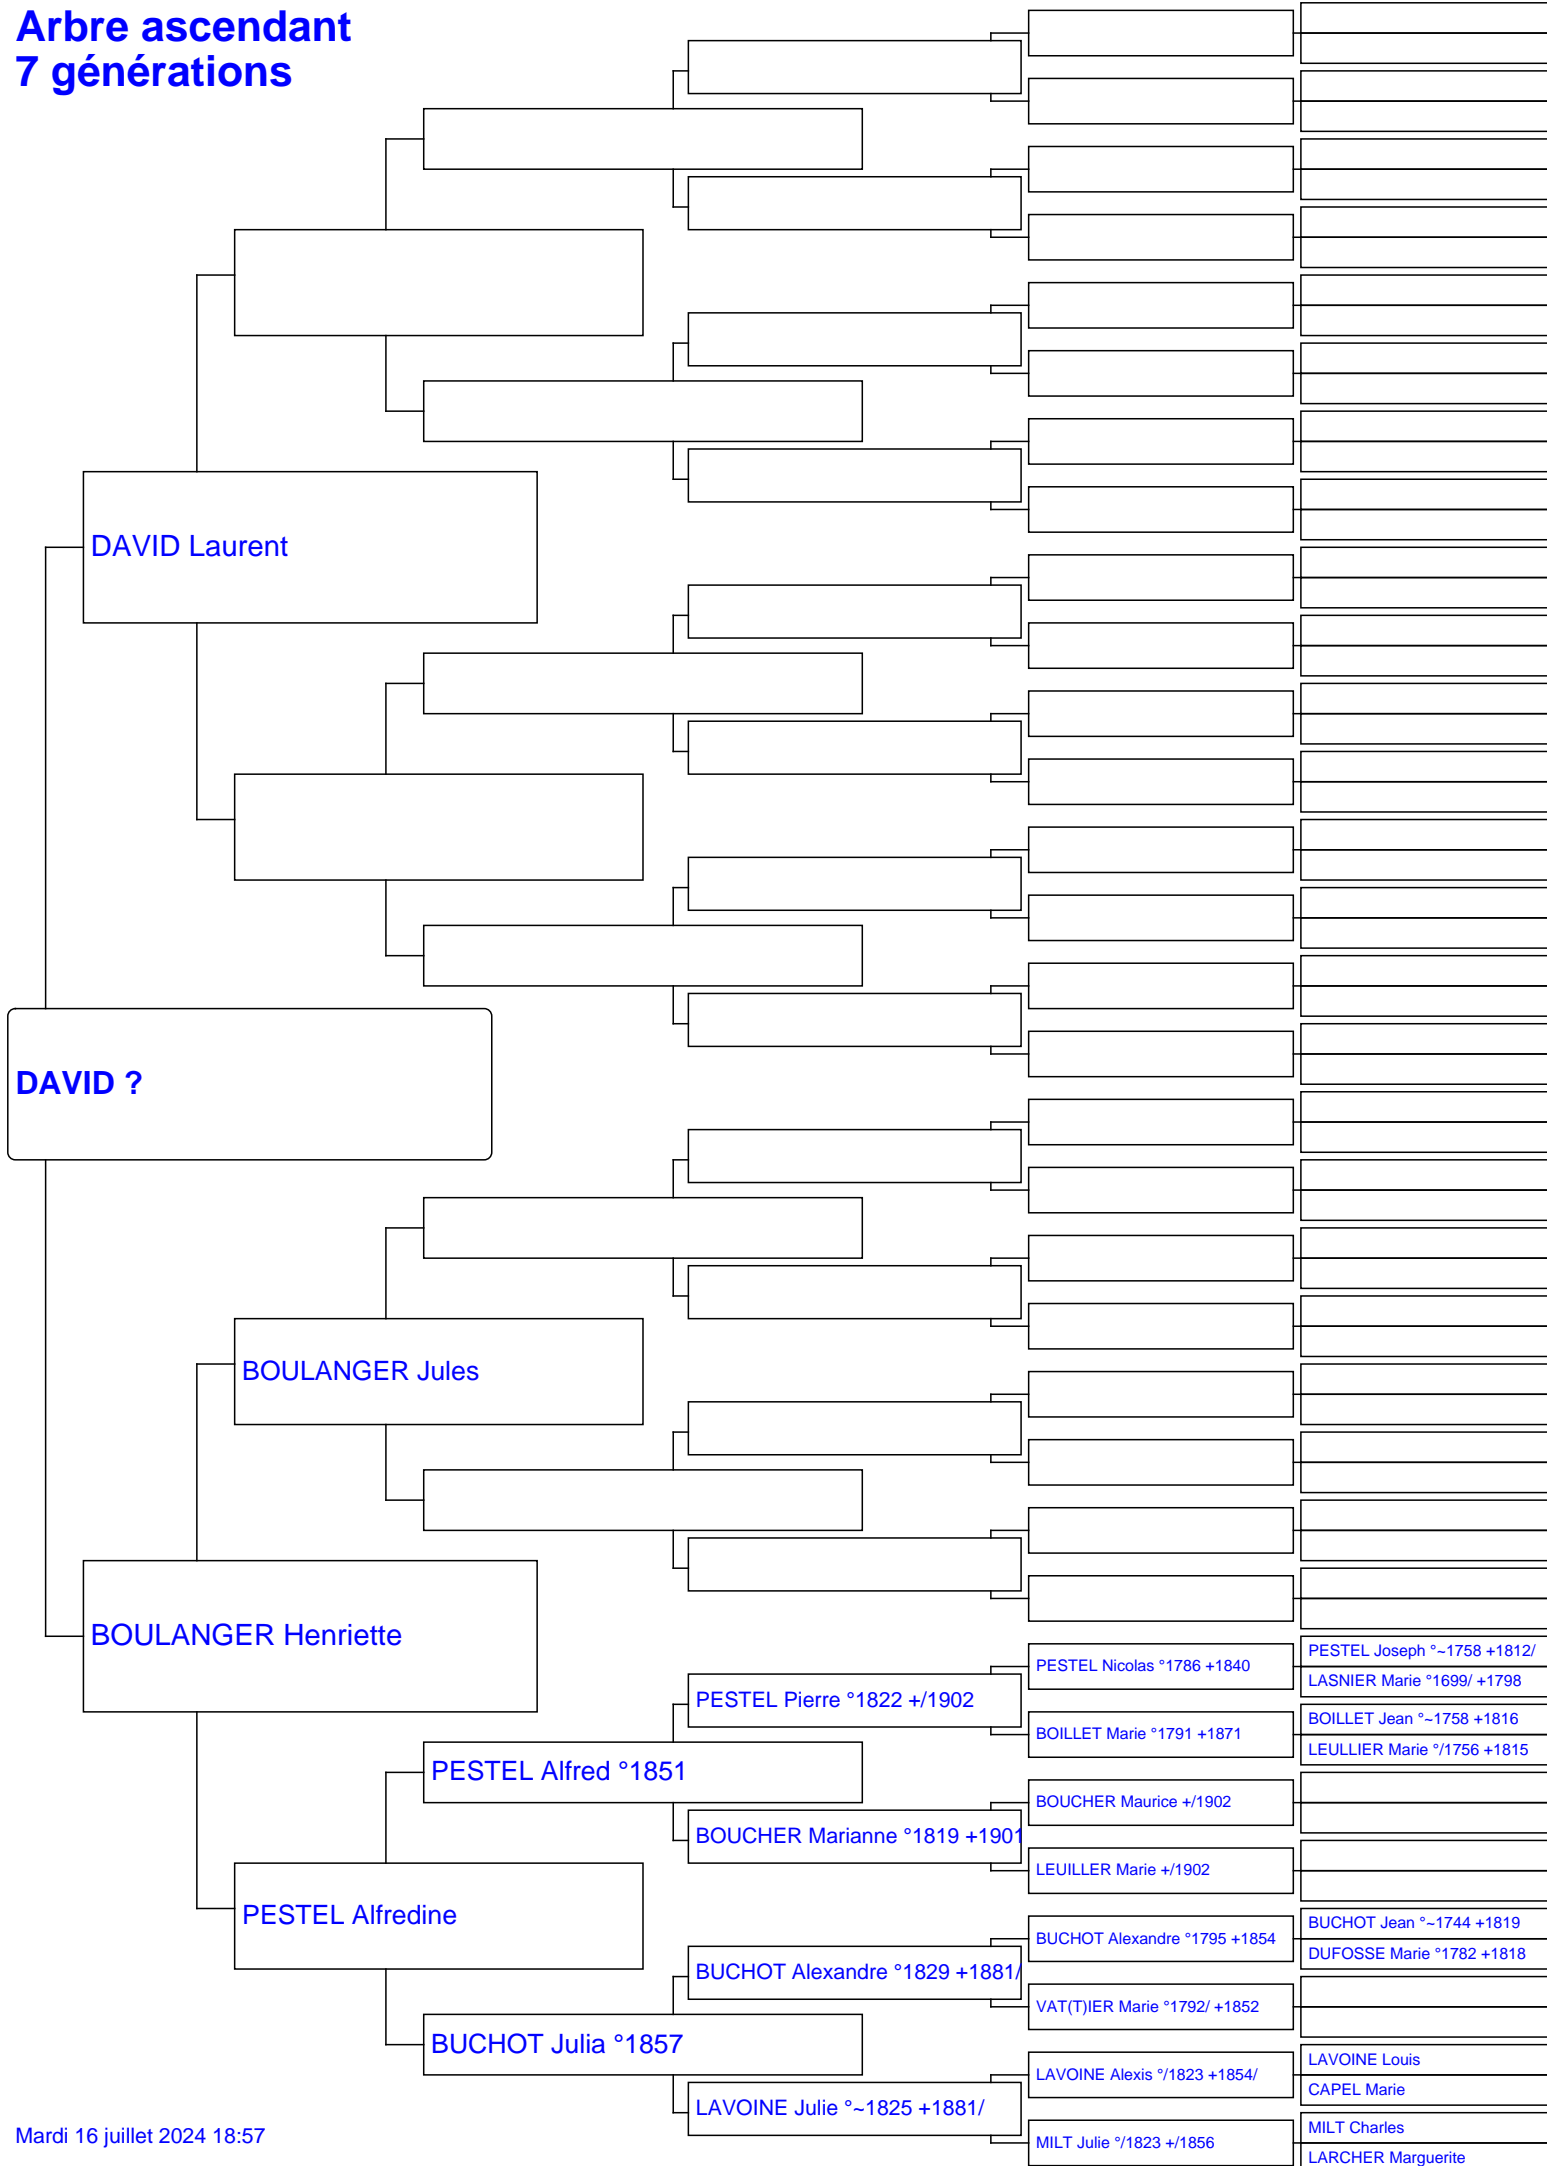 Arbre ascendant
7 générations
DAVID Laurent
DAVID ?
BOULANGER Jules
BOULANGER Henriette
PESTEL Joseph °~1758 +1812/
PESTEL Nicolas °1786 +1840
LASNIER Marie °1699/ +1798
PESTEL Pierre °1822 +/1902
BOILLET Jean °~1758 +1816
BOILLET Marie °1791 +1871
LEULLIER Marie °/1756 +1815
PESTEL Alfred °1851
BOUCHER Maurice +/1902
BOUCHER Marianne °1819 +1901
LEUILLER Marie +/1902
PESTEL Alfredine
BUCHOT Jean °~1744 +1819
BUCHOT Alexandre °1795 +1854
DUFOSSE Marie °1782 +1818
BUCHOT Alexandre °1829 +1881/
VAT(T)IER Marie °1792/ +1852
BUCHOT Julia °1857
LAVOINE Louis
LAVOINE Alexis °/1823 +1854/
CAPEL Marie
LAVOINE Julie °~1825 +1881/
MILT Charles
MILT Julie °/1823 +/1856
LARCHER Marguerite
Mardi 16 juillet 2024 18:57